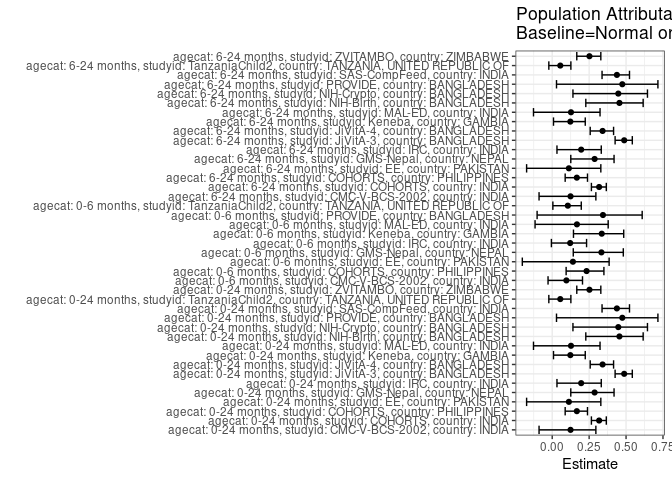 Population Attributa
Baseline=Normal or
agecat: 6-24 months, studyid: ZVITAMBO, country: ZIMBABWE
agecat: 6-24 months, studyid: TanzaniaChild2, country: TANZANIA, UNITED REPUBLIC OF
agecat: 6-24 months, studyid: SAS-CompFeed, country: INDIA
agecat: 6-24 months, studyid: PROVIDE, country: BANGLADESH
agecat: 6-24 months, studyid: NIH-Crypto, country: BANGLADESH
agecat: 6-24 months, studyid: NIH-Birth, country: BANGLADESH
agecat: 6-24 months, studyid: MAL-ED, country: INDIA
agecat: 6-24 months, studyid: Keneba, country: GAMBIA
agecat: 6-24 months, studyid: JiVitA-4, country: BANGLADESH
agecat: 6-24 months, studyid: JiVitA-3, country: BANGLADESH
agecat: 6-24 months, studyid: IRC, country: INDIA
agecat: 6-24 months, studyid: GMS-Nepal, country: NEPAL
agecat: 6-24 months, studyid: EE, country: PAKISTAN
agecat: 6-24 months, studyid: COHORTS, country: PHILIPPINES
agecat: 6-24 months, studyid: COHORTS, country: INDIA
agecat: 6-24 months, studyid: CMC-V-BCS-2002, country: INDIA
agecat: 0-6 months, studyid: TanzaniaChild2, country: TANZANIA, UNITED REPUBLIC OF
agecat: 0-6 months, studyid: PROVIDE, country: BANGLADESH
agecat: 0-6 months, studyid: MAL-ED, country: INDIA
agecat: 0-6 months, studyid: Keneba, country: GAMBIA
agecat: 0-6 months, studyid: IRC, country: INDIA
agecat: 0-6 months, studyid: GMS-Nepal, country: NEPAL
agecat: 0-6 months, studyid: EE, country: PAKISTAN
agecat: 0-6 months, studyid: COHORTS, country: PHILIPPINES
agecat: 0-6 months, studyid: CMC-V-BCS-2002, country: INDIA
agecat: 0-24 months, studyid: ZVITAMBO, country: ZIMBABWE
agecat: 0-24 months, studyid: TanzaniaChild2, country: TANZANIA, UNITED REPUBLIC OF
agecat: 0-24 months, studyid: SAS-CompFeed, country: INDIA
agecat: 0-24 months, studyid: PROVIDE, country: BANGLADESH
agecat: 0-24 months, studyid: NIH-Crypto, country: BANGLADESH
agecat: 0-24 months, studyid: NIH-Birth, country: BANGLADESH
agecat: 0-24 months, studyid: MAL-ED, country: INDIA
agecat: 0-24 months, studyid: Keneba, country: GAMBIA
agecat: 0-24 months, studyid: JiVitA-4, country: BANGLADESH
agecat: 0-24 months, studyid: JiVitA-3, country: BANGLADESH
agecat: 0-24 months, studyid: IRC, country: INDIA
agecat: 0-24 months, studyid: GMS-Nepal, country: NEPAL
agecat: 0-24 months, studyid: EE, country: PAKISTAN
agecat: 0-24 months, studyid: COHORTS, country: PHILIPPINES
agecat: 0-24 months, studyid: COHORTS, country: INDIA
agecat: 0-24 months, studyid: CMC-V-BCS-2002, country: INDIA
0.00 0.25 0.50 0.75
Estimate